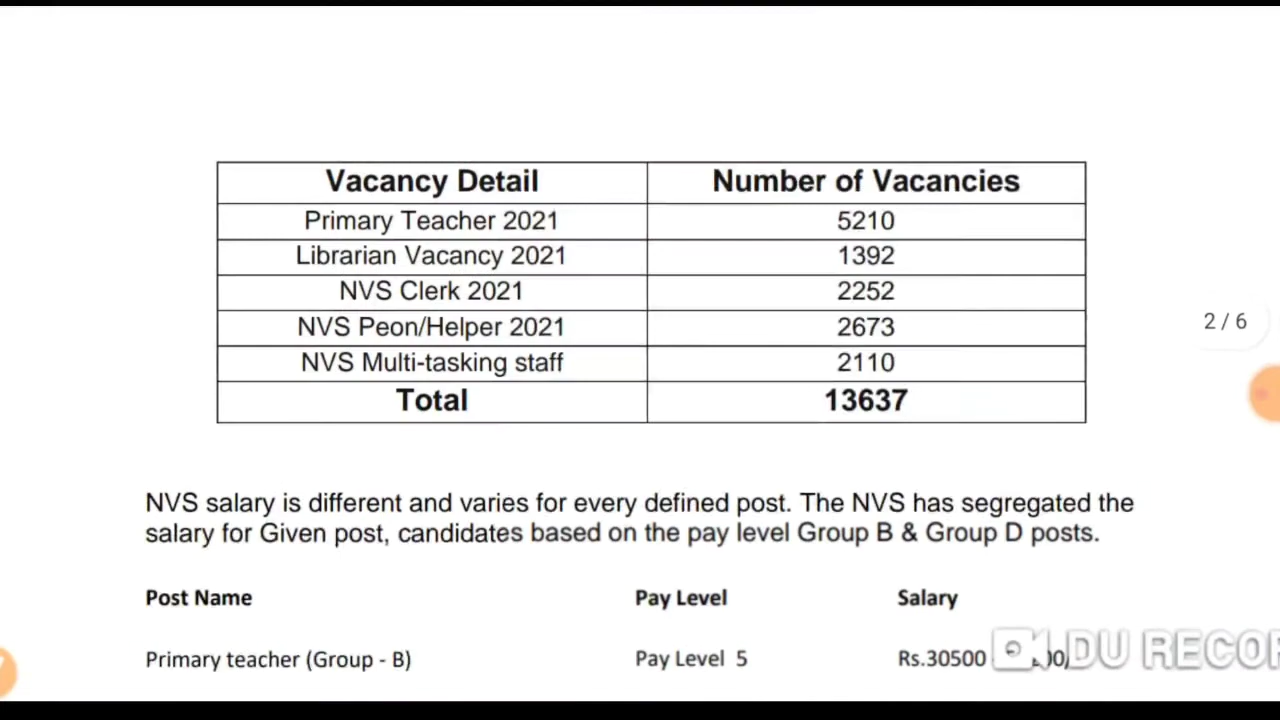 Vacancy Detail Number of Vacancies
Primary Teacher 2021 5210
Librarian Vacancy 2021 1392
NVS Clerk 2021 2252
NVS Peon/Helper 2021 2673
2 / 6
NVS Multi-tasking staff 2110
Total 13637
NVS salary is different and varies for every defined post. The NVS has segregated the
salary for Given post, candidates based on the pay level Group B & Group D posts.
Post Name Pay Level Salary
Primary teacher (Group - B) Pay Level 5 Rs.30500
DU RECOR